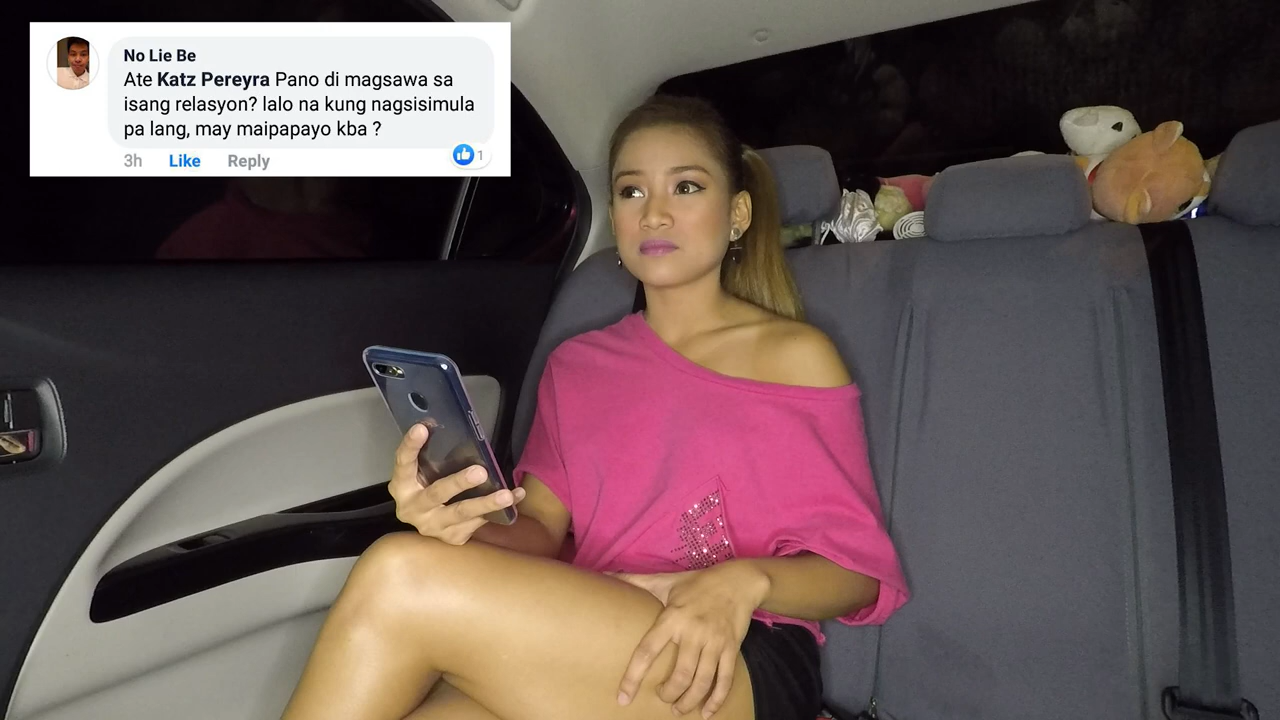 No Lie Be
Ate Katz Pereyra Pano di magsawa sa
isang relasyon? lalo na kung nagsisimula
pa lang, may maipapayo kba ?
3h Like Reply 1